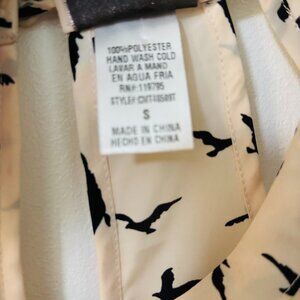 100% POLYESTER
HAND WASH COLD
LAVAR A MANO
EN AGUA FRIA
RN#: 119795
S
MADE IN CHINA
HECHO EN CHINA